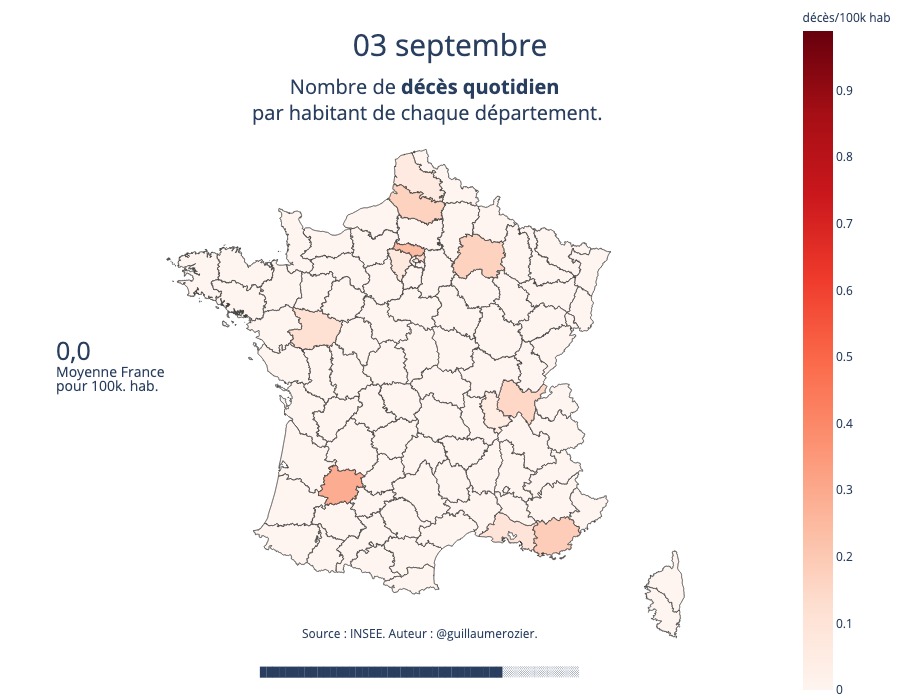 décès/100k hab
03 septembre
Nombre de décès quotidien
par habitant de chaque département.
0.9
0.8
0.7
0.6
0.5
0.4
0.3
0.2
0.1
0
0,0
Moyenne France
pour 100k. hab.
Source : INSEE. Auteur : @guillaumerozier.